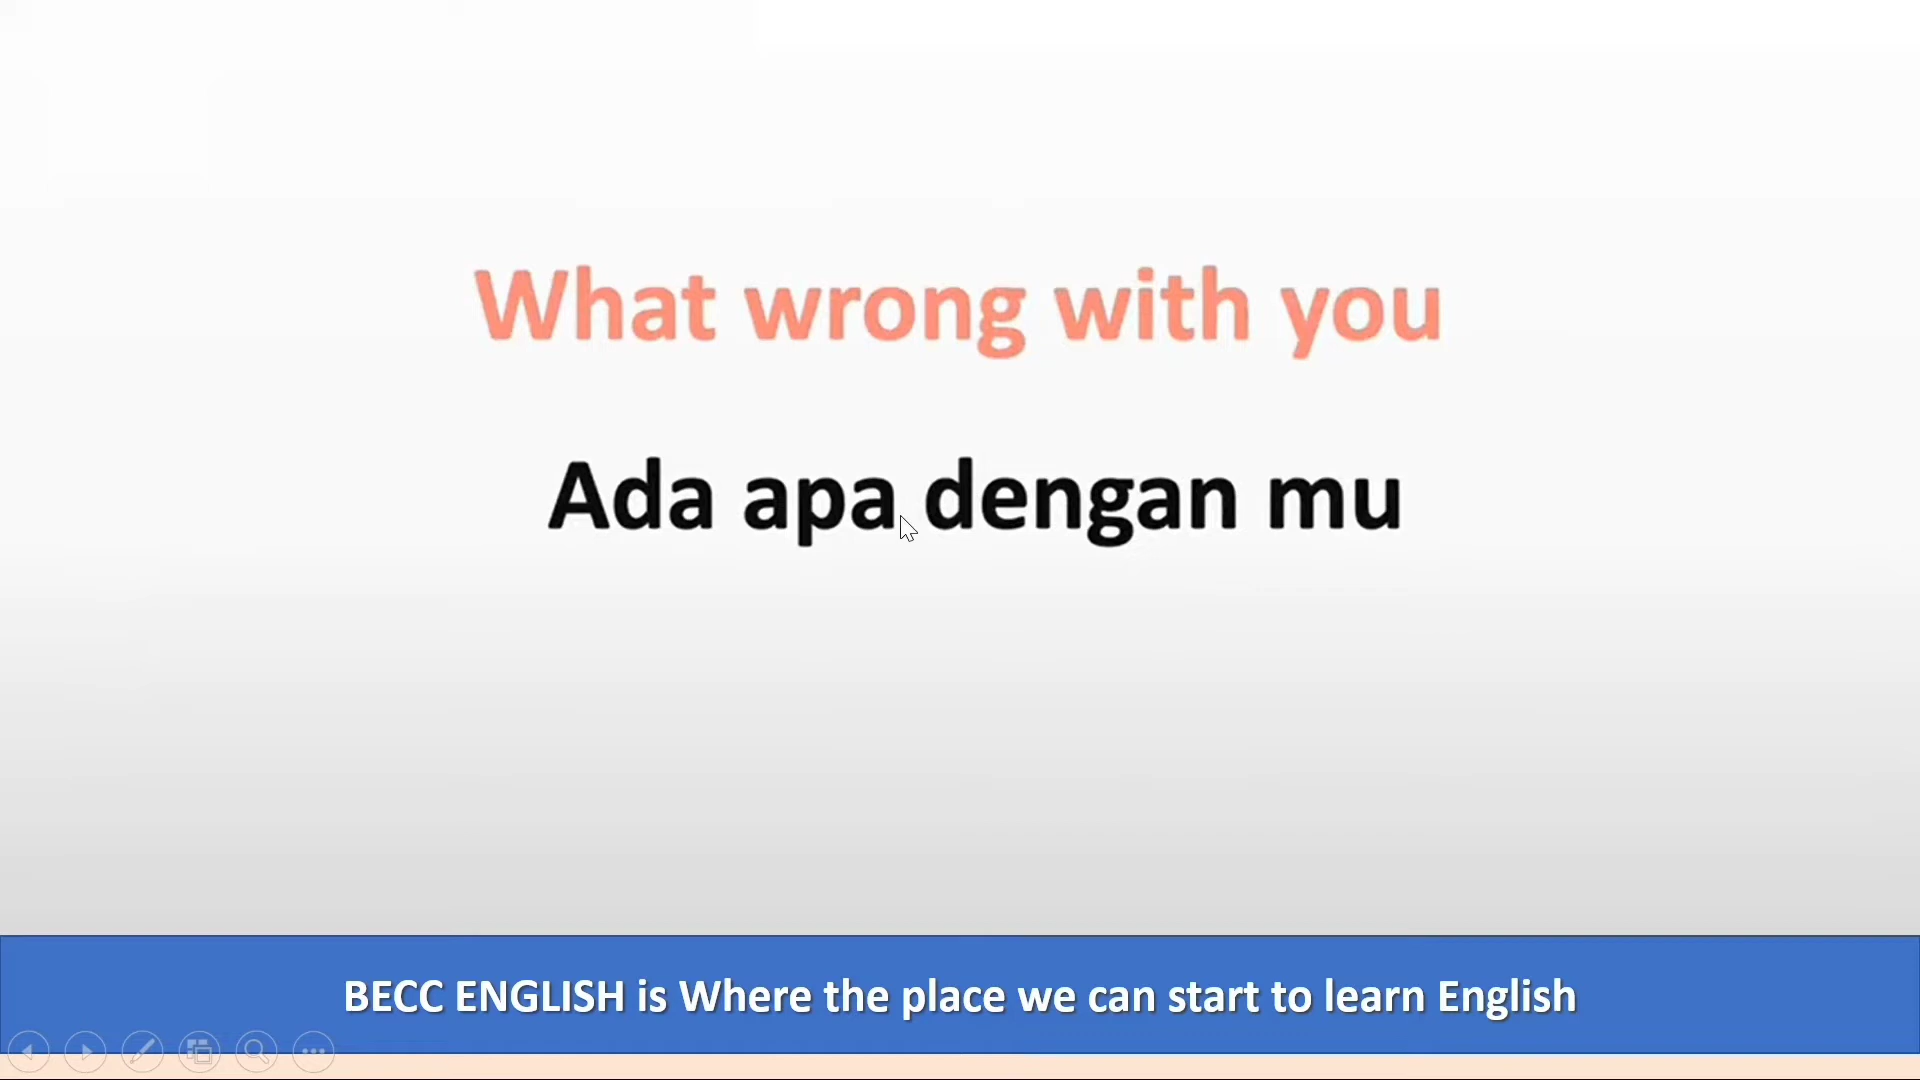 What wrong with you
Ada apa dengan mu
BECC ENGLISH is Where the place we can start to learn English